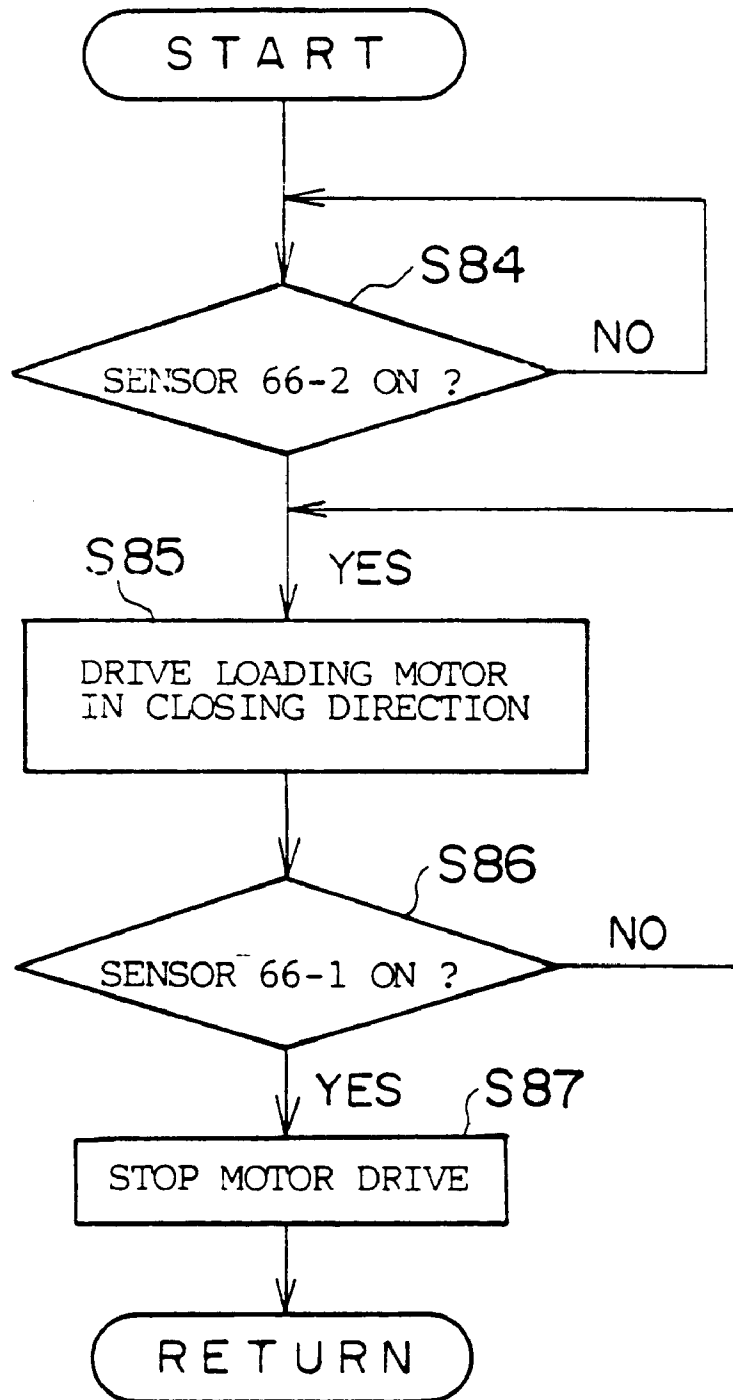 START
S84
NO
SENSOR 66-2 ON ?
S85
YES
DRIVE LOADING MOTOR
IN CLOSING DIRECTION
S86
NO
SENSOR 66-1 ON ?
YES
S87
STOP MOTOR DRIVE
RETURN